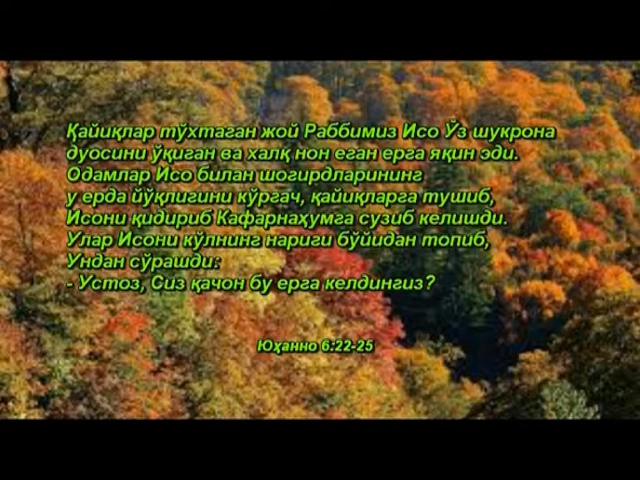 Қайиқлар тўхтаган жой Раббимиз Исо Ўз шукрона
дуосини ўқиган ва халқ нон еган ерга яқин эди.
Одамлар Исо билан шогирдларининг
у ерда йўқлигини кўргач, қайиқларга тушиб,
Исони қидириб Кафарнаҳумга сузиб келишди.
Улар Исони кўлнинг нариги бўйидан топиб,
Ундан сўрашди:
- Устоз, Сиз қачон бу ерга келдингиз?
Юҳанно 6:22-25